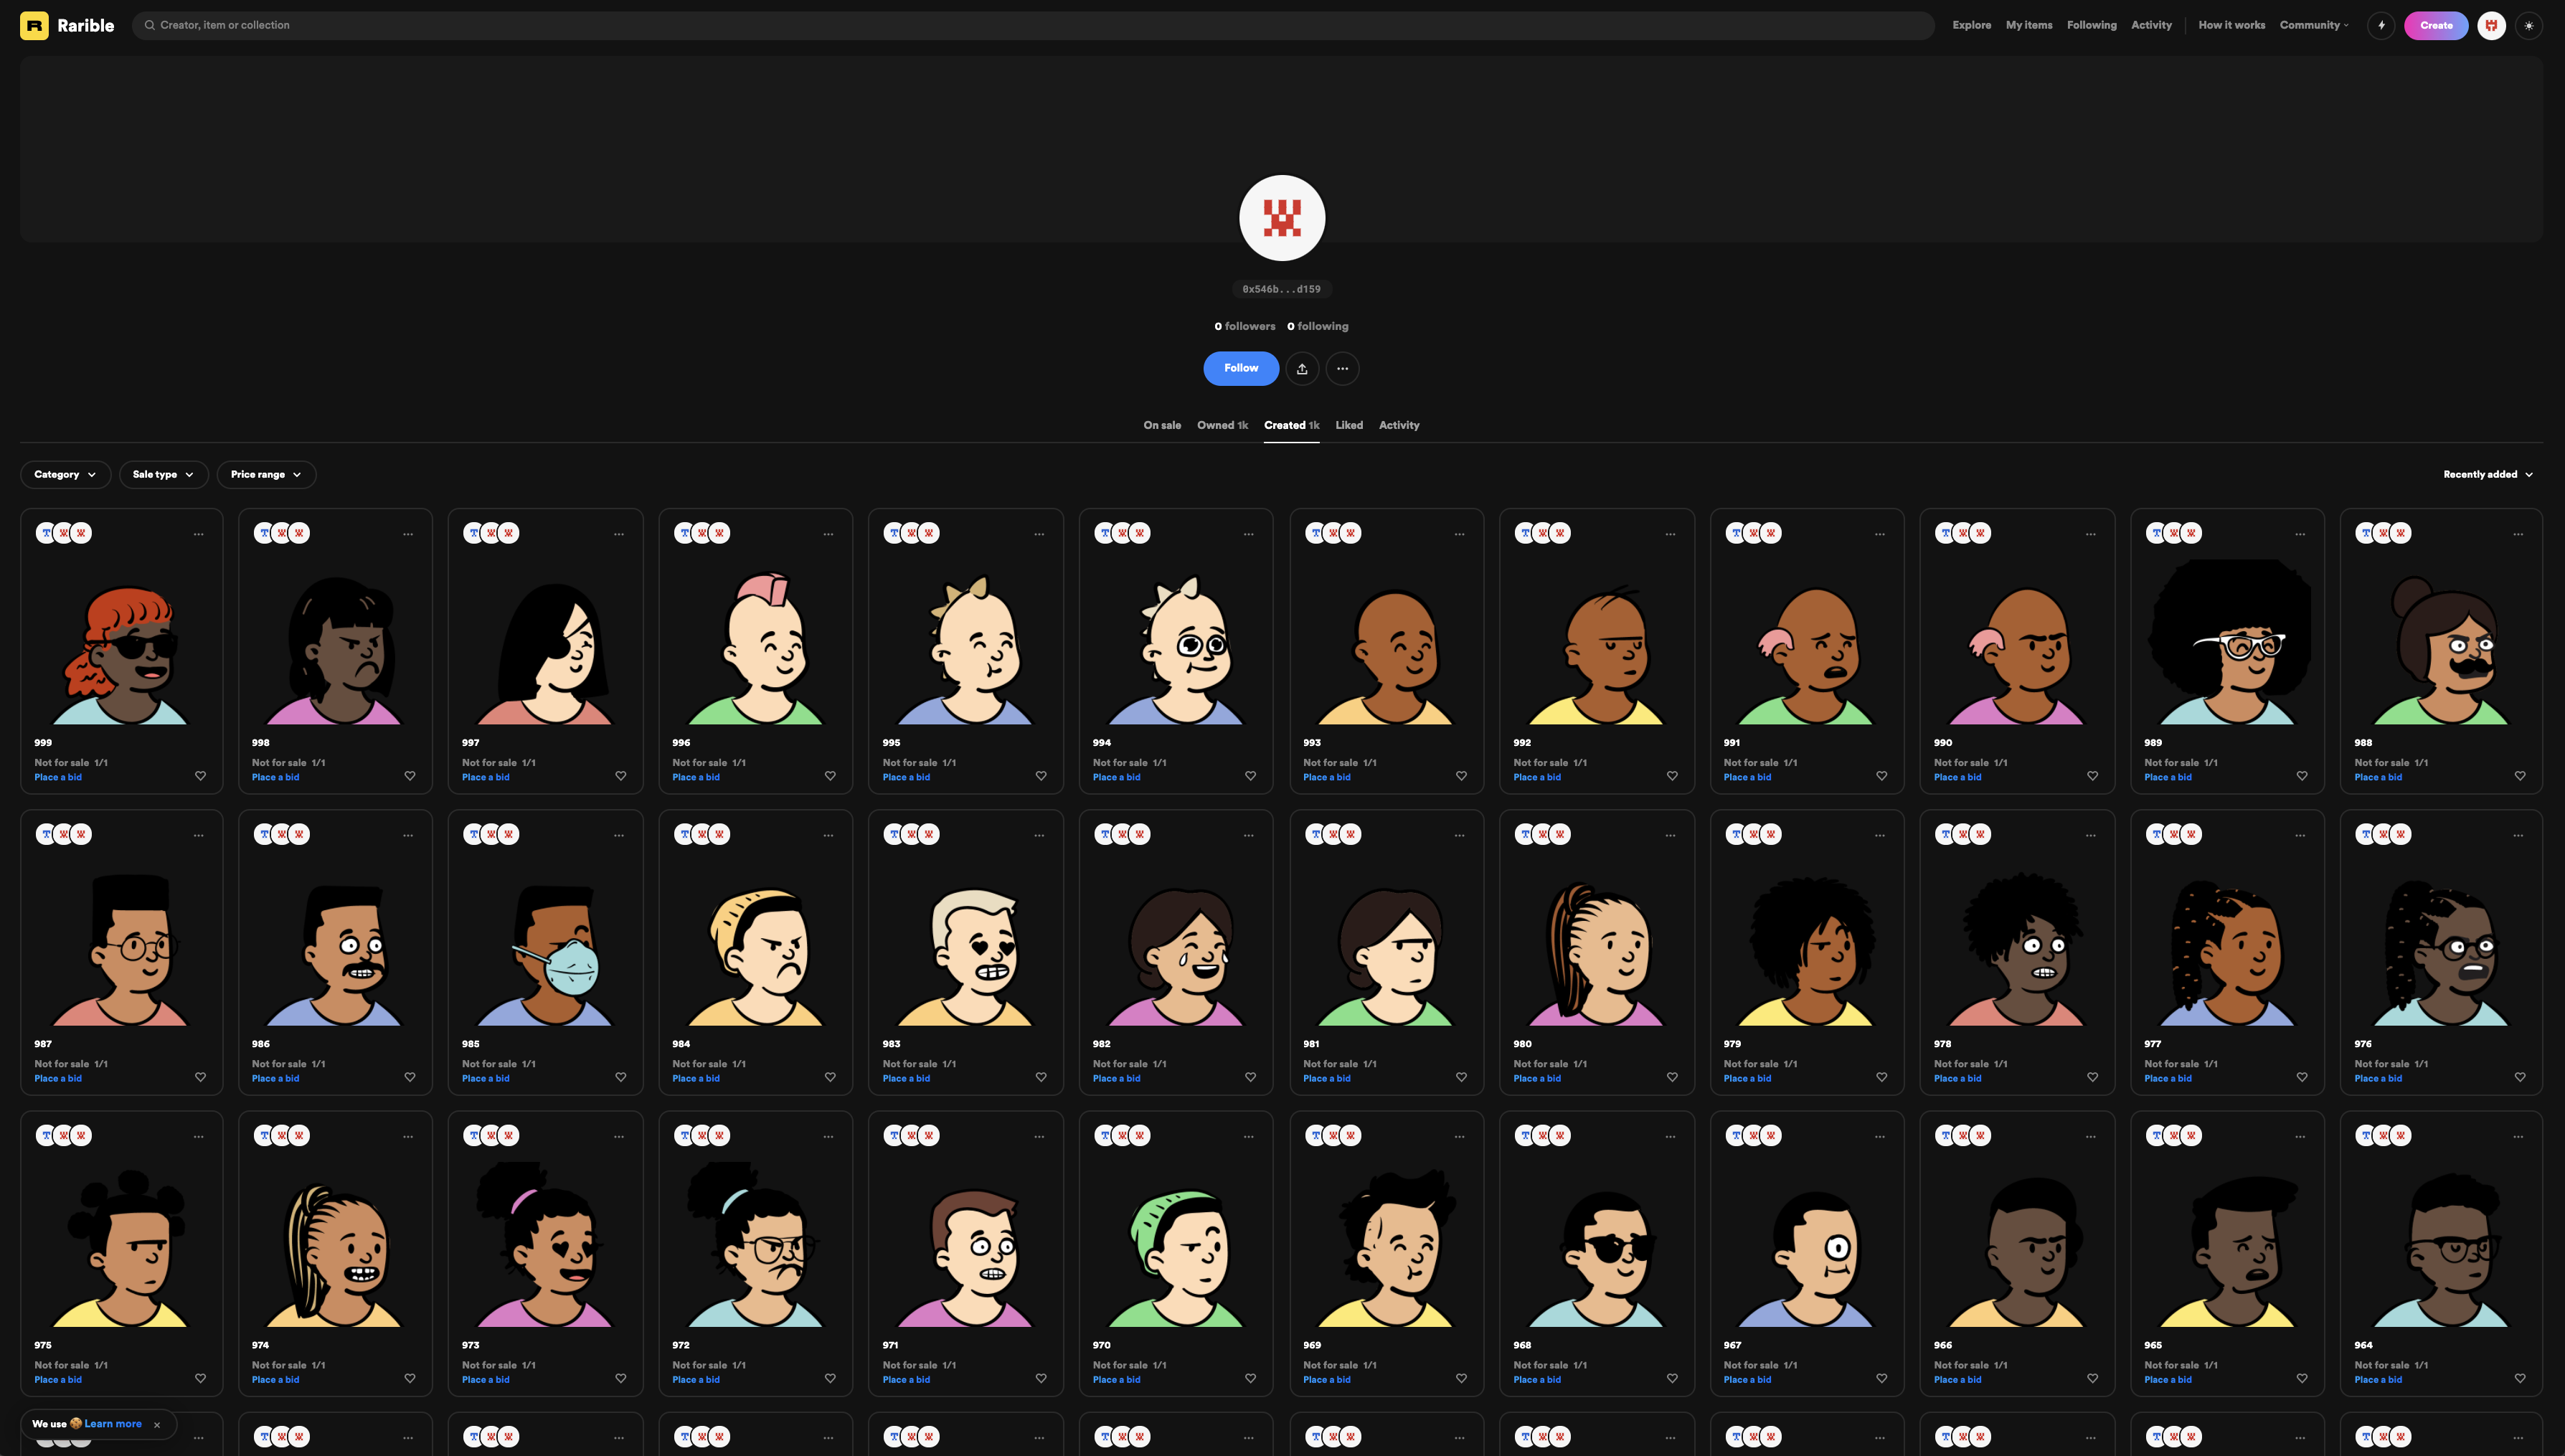 Rarible
Creator, item or collection
Explore My items Following Activity How it works Community Create
0x546b...d159
0 followers 0 following
Follow
On sale Owned 1k Created 1k Liked Activity
Category Sale type Price range Recently added
999 998 997 996 995 994 993 992 991 990 989 988
Not for sale 1/1 Not for sale 1/1 Not for sale 1/1 Not for sale 1/1 Not for sale 1/1 Not for sale 1/1 Not for sale 1/1 Not for sale 1/1 Not for sale 1/1 Not for sale 1/1 Not for sale 1/1 Not for sale 1/1
Place a bid Place a bid Place a bid Place a bid Place a bid Place a bid Place a bid Place a bid Place a bid Place a bid Place a bid Place a bid
987 986 985 984 983 982 981 980 979 978 977 976
Not for sale 1/1 Not for sale 1/1 Not for sale 1/1 Not for sale 1/1 Not for sale 1/1 Not for sale 1/1 Not for sale 1/1 Not for sale 1/1 Not for sale 1/1 Not for sale 1/1 Not for sale 1/1 Not for sale 1/1
Place a bid Place a bid Place a bid Place a bid Place a bid Place a bid Place a bid Place a bid Place a bid Place a bid Place a bid Place a bid
975 974 973 972 971 970 969 968 967 966 965 964
Not for sale 1/1 Not for sale 1/1 Not for sale 1/1 Not for sale 1/1 Not for sale 1/1 Not for sale 1/1 Not for sale 1/1 Not for sale 1/1 Not for sale 1/1 Not for sale 1/1 Not for sale 1/1 Not for sale 1/1
Place a bid Place a bid Place a bid Place a bid Place a bid Place a bid Place a bid Place a bid Place a bid Place a bid Place a bid Place a bid
We use 🍪 Learn more